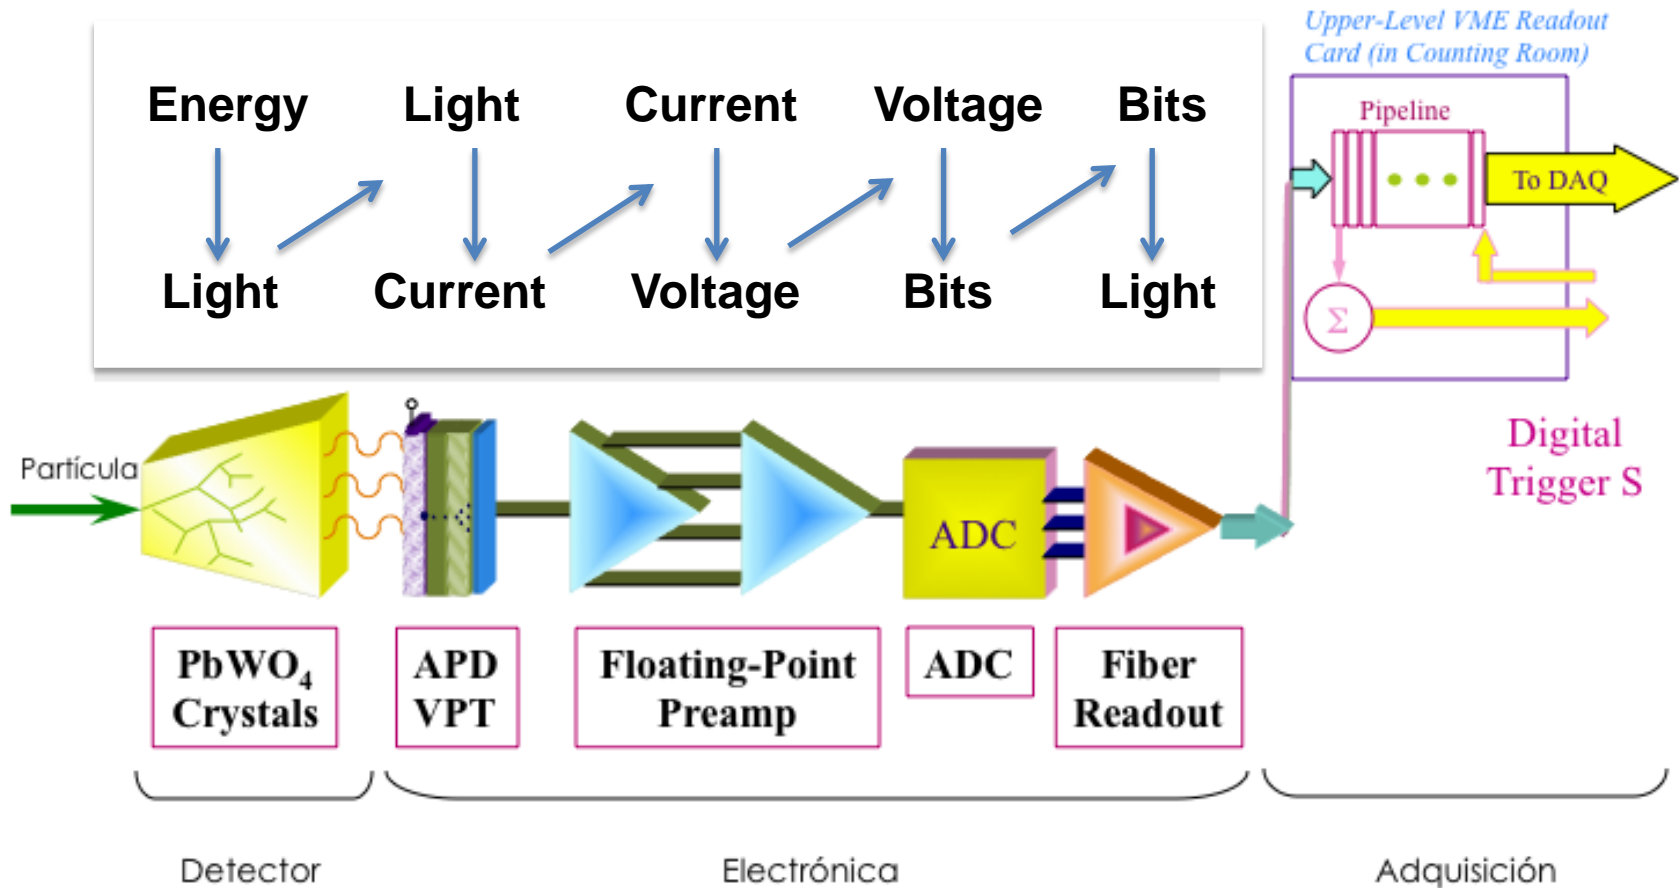 Upper-Level VME Readout
Card (in Counting Room)
Energy Light Current Voltage Bits
Light Current Voltage Bits Light
Pipeline
To DAQ
Σ
Digital
Trigger S
Partícula
ADC
PbWO₄
Crystals
APD
VPT
Floating-Point
Preamp
ADC
Fiber
Readout
Detector
Electrónica
Adquisición